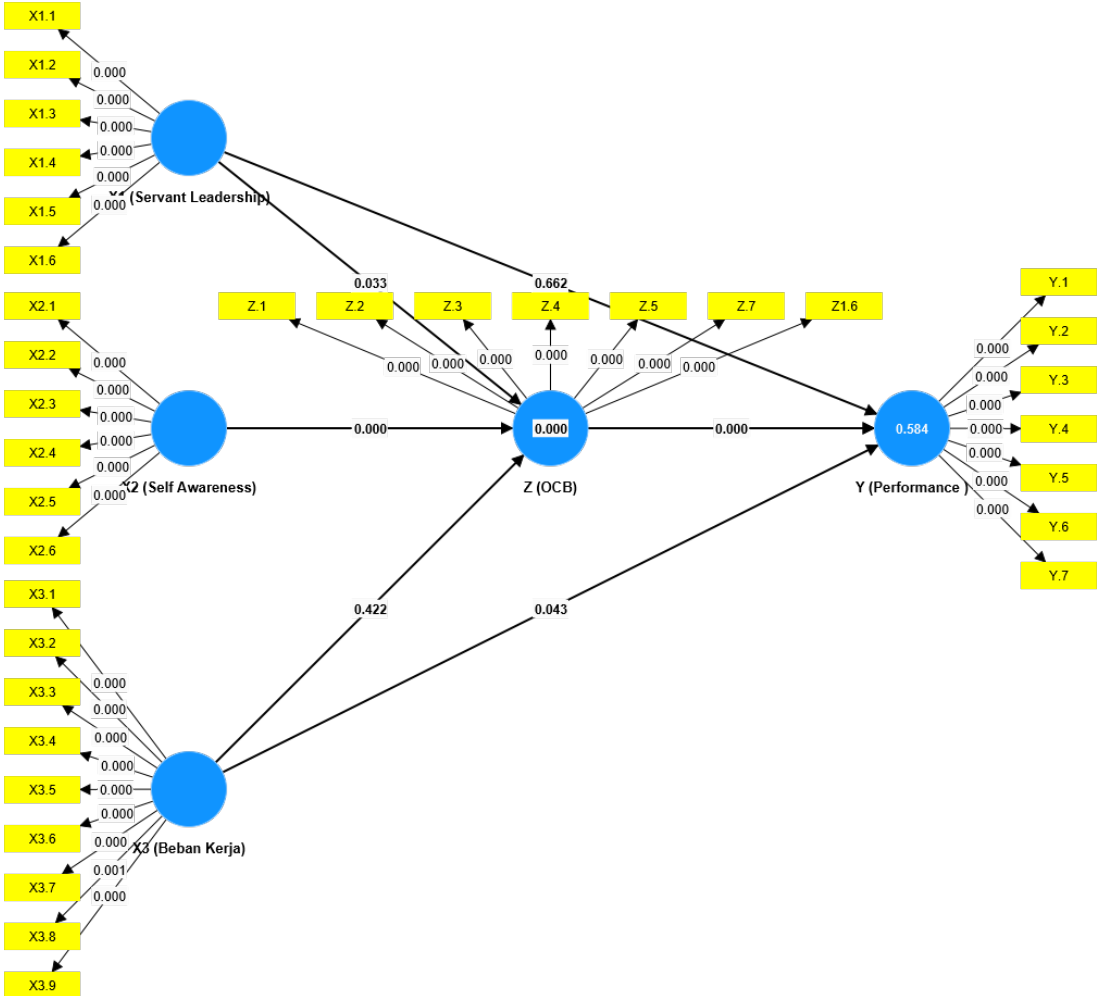 X1.1
X1.2
X1.3
X1.4
X1.5
X1.6
0.000
0.000
0.000
0.000
0.000
0.000
X1 (Servant Leadership)
0.033
0.662
X2.1
X2.2
X2.3
X2.4
X2.5
X2.6
0.000
0.000
0.000
0.000
0.000
0.000
X2 (Self Awareness)
0.000
Z.1
Z.2
Z.3
Z.4
Z.5
Z.7
Z1.6
0.000
0.000
0.000
0.000
0.000
0.000
0.000
0.000
Z (OCB)
0.000
0.584
Y (Performance )
Y.1
Y.2
Y.3
Y.4
Y.5
Y.6
Y.7
0.000
0.000
0.000
0.000
0.000
0.000
0.000
0.422
0.043
X3.1
X3.2
X3.3
X3.4
X3.5
X3.6
X3.7
X3.8
X3.9
0.000
0.000
0.000
0.000
0.000
0.000
0.000
0.001
0.000
X3 (Beban Kerja)